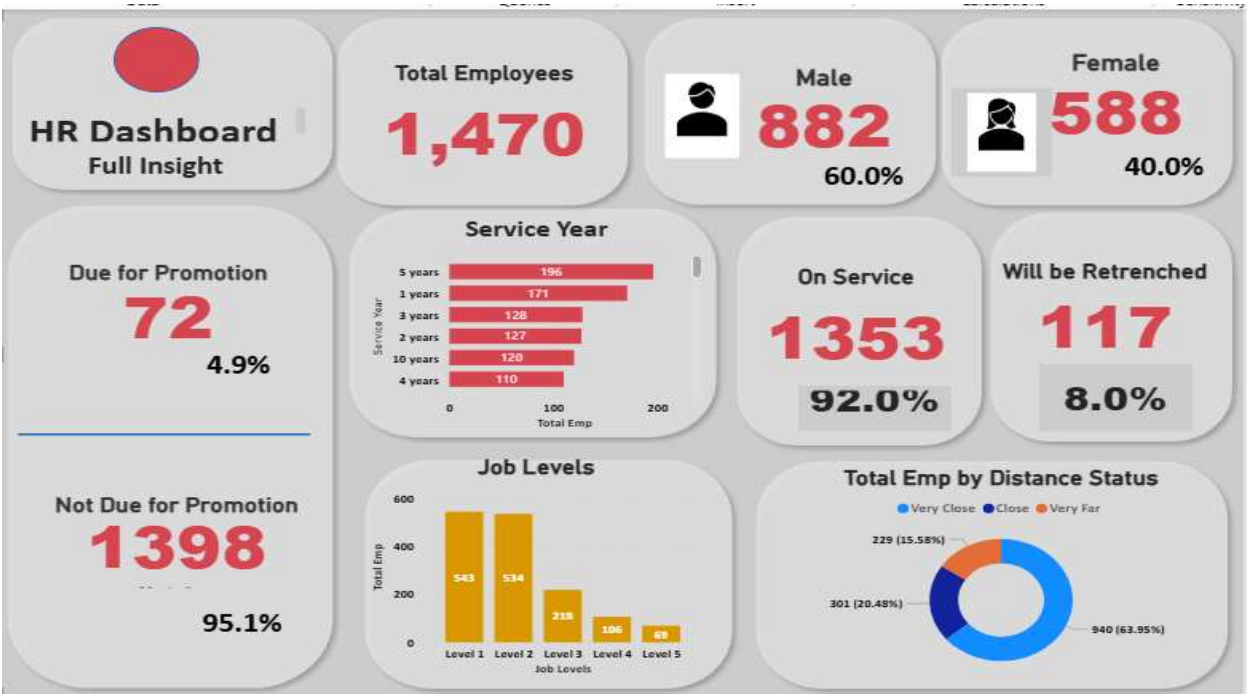 HR Dashboard
Full Insight
Total Employees
1,470
Male
882
60.0%
Female
588
40.0%
Due for Promotion
72
4.9%
Not Due for Promotion
1398
95.1%
Service Year
Service Year
5 years 196
1 years 171
3 years 128
2 years 127
10 years 120
4 years 110
0 100 200
Total Emp
On Service
1353
92.0%
Will be Retrenched
117
8.0%
Job Levels
Total Emp
600
400
200
0
543 534 218 106 69
Level 1 Level 2 Level 3 Level 4 Level 5
Job Levels
Total Emp by Distance Status
Very Close Close Very Far
229 (15.58%)
301 (20.48%)
940 (63.95%)